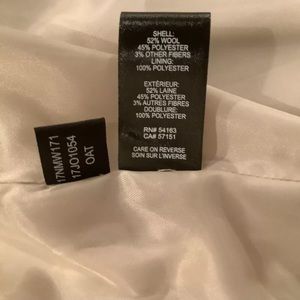 SHELL:
52% WOOL
45% POLYESTER
3% OTHER FIBERS
LINING:
100% POLYESTER
EXTÉRIEUR:
52% LAINE
45% POLYESTER
3% AUTRES FIBRES
DOUBLURE:
100% POLYESTER
RN# 54163
CA# 57151
CARE ON REVERSE
SOIN SUR L'INVERSE
17NMW171
17JO1054
OAT